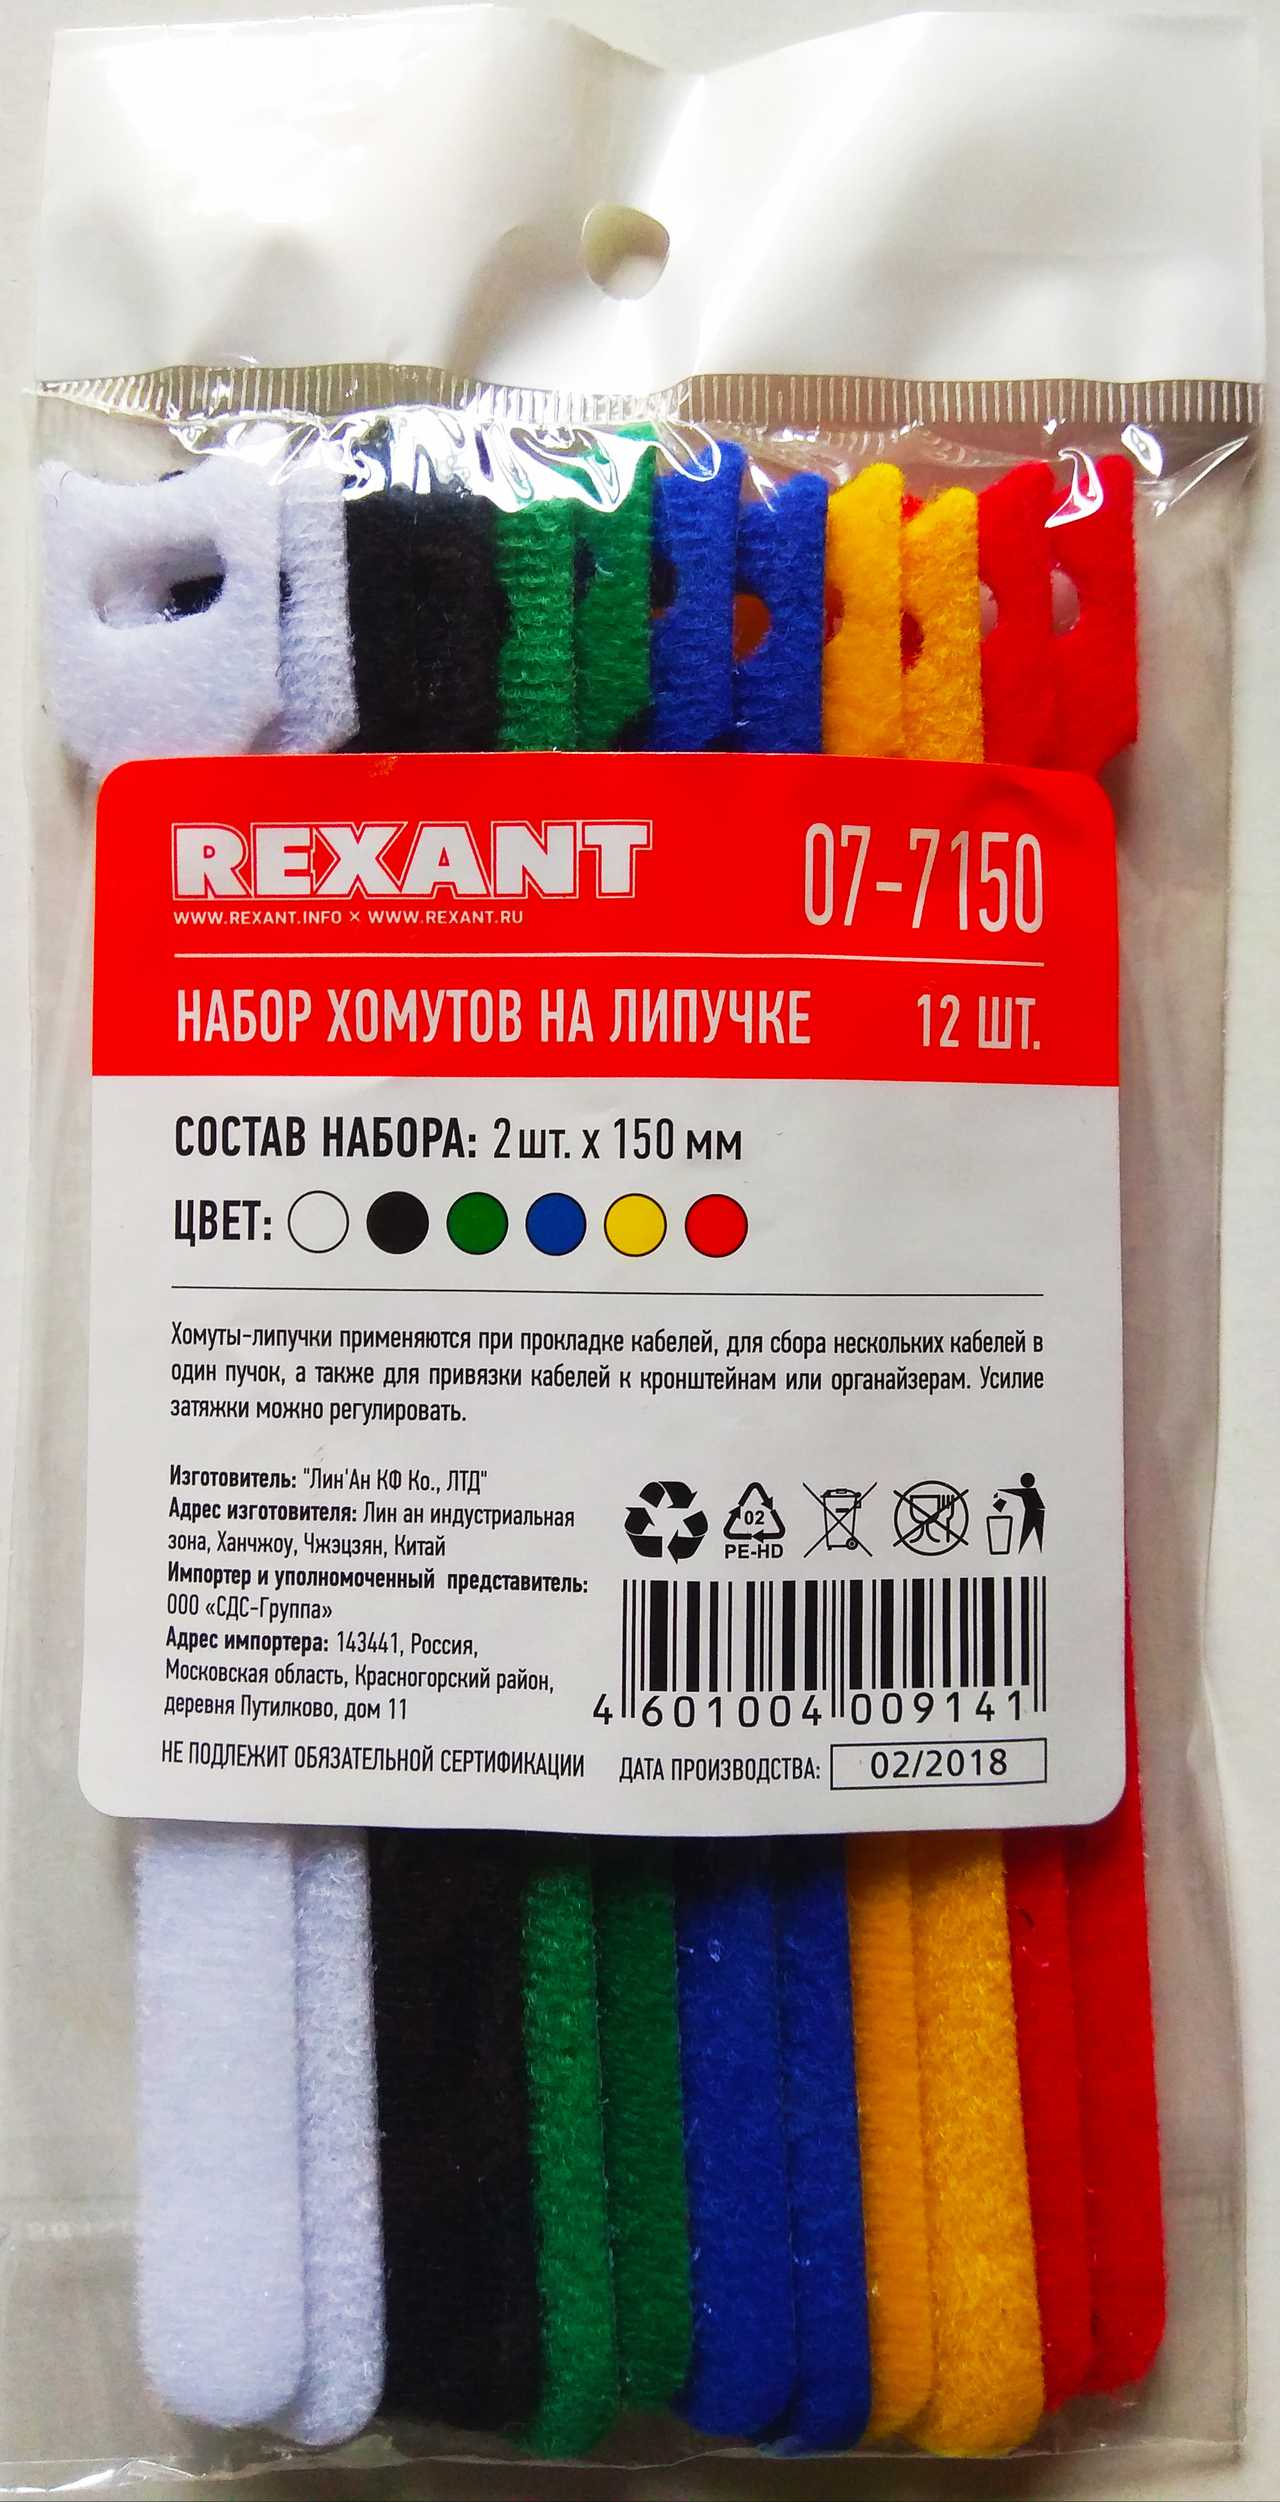 REXANT 07-7150
WWW.REXANT.INFO × WWW.REXANT.RU
НАБОР ХОМУТОВ НА ЛИПУЧКЕ 12 ШТ.
СОСТАВ НАБОРА: 2 шт. х 150 мм
ЦВЕТ:
Хомуты-липучки применяются при прокладке кабелей, для сбора нескольких кабелей в
один пучок, а также для привязки кабелей к кронштейнам или органайзерам. Усилие
затяжки можно регулировать.
Изготовитель: "Лин'Ан КФ Ко., ЛТД"
Адрес изготовителя: Лин ан индустриальная
зона, Ханчжоу, Чжэцзян, Китай
Импортер и уполномоченный представитель:
ООО «СДС-Группа»
Адрес импортера: 143441, Россия,
Московская область, Красногорский район,
деревня Путилково, дом 11
02
PE-HD
4 601004 009141
НЕ ПОДЛЕЖИТ ОБЯЗАТЕЛЬНОЙ СЕРТИФИКАЦИИ
ДАТА ПРОИЗВОДСТВА: 02/2018